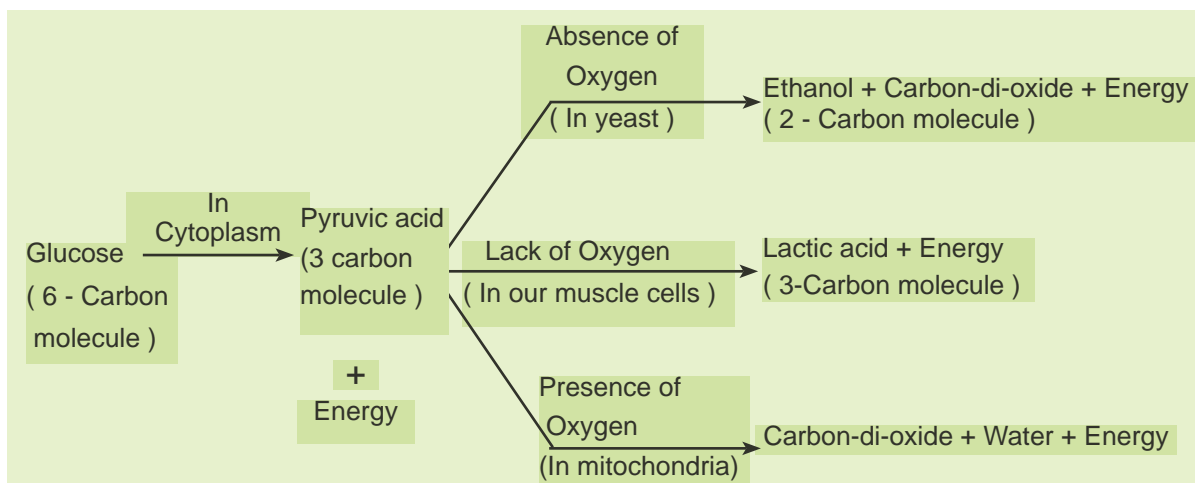 Glucose
( 6 - Carbon
molecule )
In
Cytoplasm
Pyruvic acid
(3 carbon
molecule )
+
Energy
Absence of
Oxygen
( In yeast )
Ethanol + Carbon-di-oxide + Energy
( 2 - Carbon molecule )
Lack of Oxygen
( In our muscle cells )
Lactic acid + Energy
( 3-Carbon molecule )
Presence of
Oxygen
(In mitochondria)
Carbon-di-oxide + Water + Energy